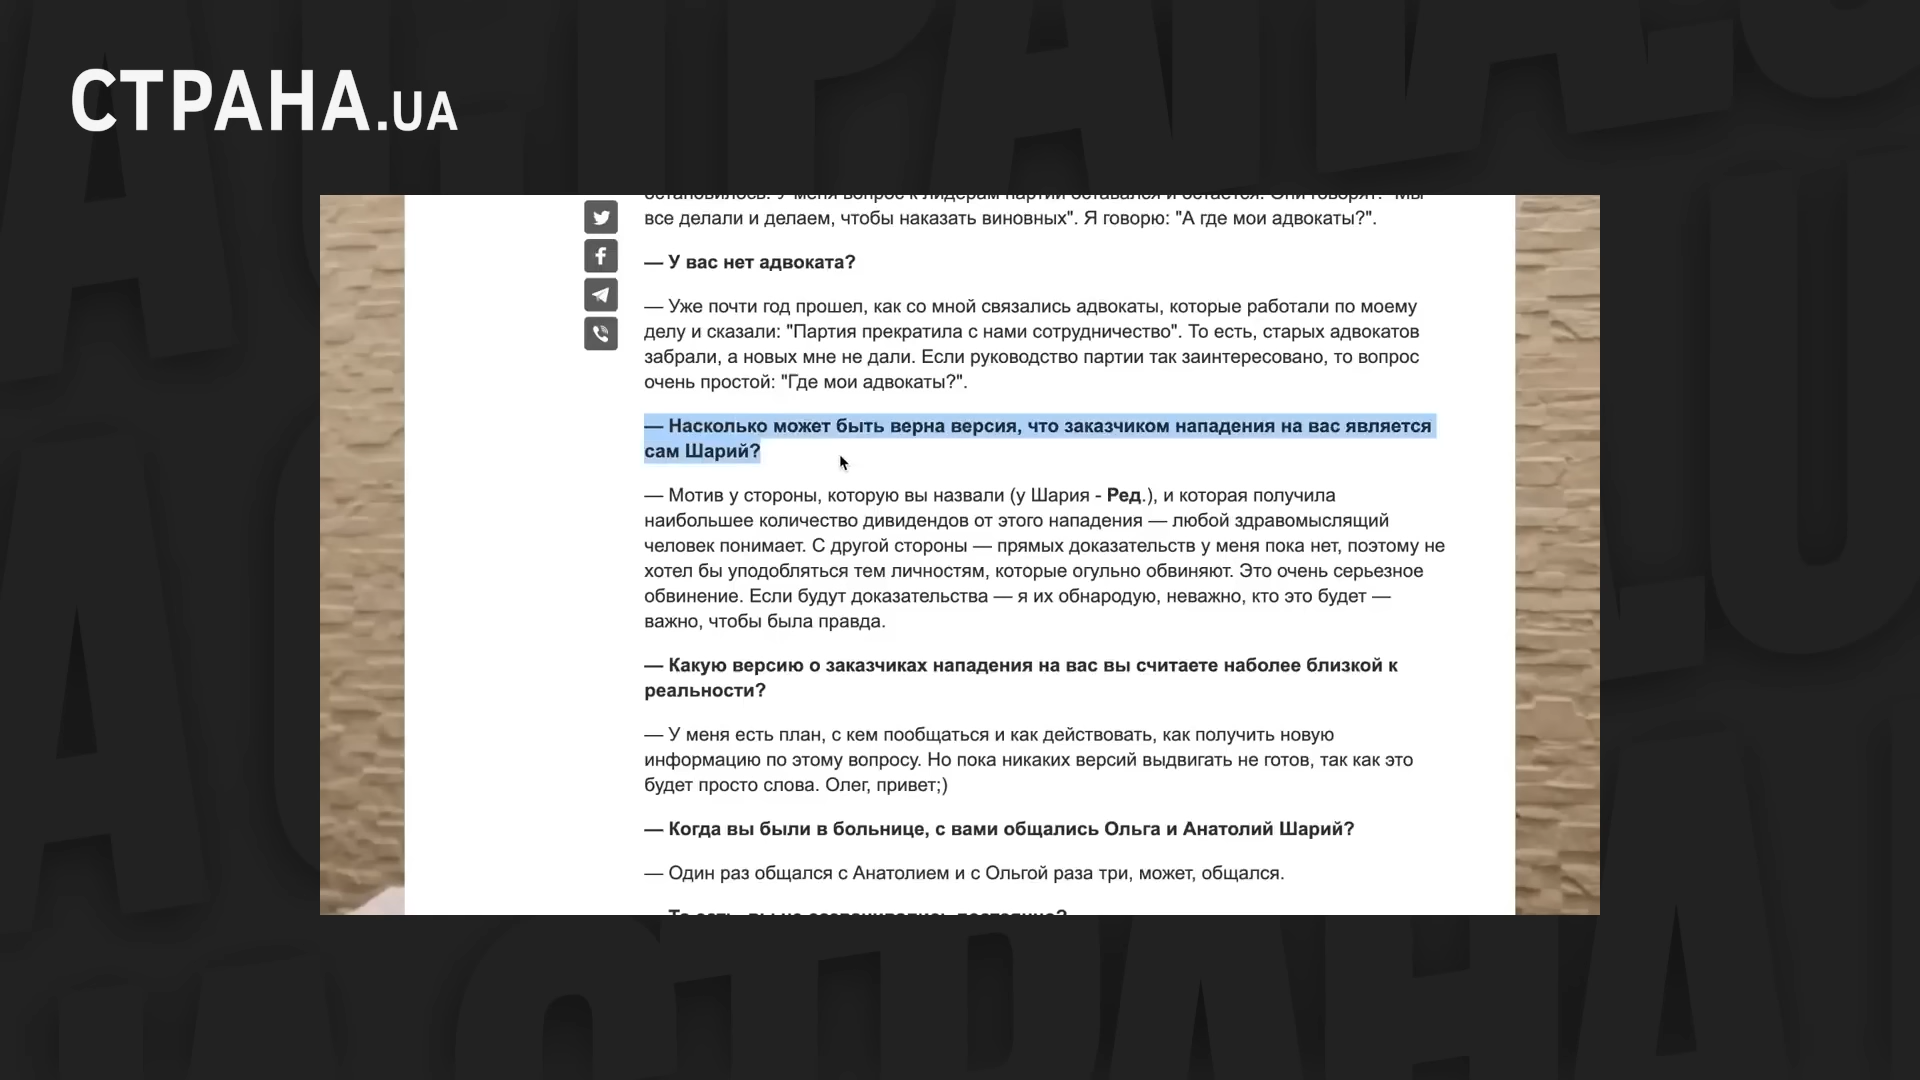 СТРАНА.UA
все делали и делаем, чтобы наказать виновных". Я говорю: "А где мои адвокаты?".
— У вас нет адвоката?
— Уже почти год прошел, как со мной связались адвокаты, которые работали по моему
делу и сказали: "Партия прекратила с нами сотрудничество". То есть, старых адвокатов
забрали, а новых мне не дали. Если руководство партии так заинтересовано, то вопрос
очень простой: "Где мои адвокаты?".
— Насколько может быть верна версия, что заказчиком нападения на вас является
сам Шарий?
— Мотив у стороны, которую вы назвали (у Шария - Ред.), и которая получила
наибольшее количество дивидендов от этого нападения — любой здравомыслящий
человек понимает. С другой стороны — прямых доказательств у меня пока нет, поэтому не
хотел бы уподобляться тем личностям, которые огульно обвиняют. Это очень серьезное
обвинение. Если будут доказательства — я их обнародую, неважно, кто это будет —
важно, чтобы была правда.
— Какую версию о заказчиках нападения на вас вы считаете наболее близкой к
реальности?
— У меня есть план, с кем пообщаться и как действовать, как получить новую
информацию по этому вопросу. Но пока никаких версий выдвигать не готов, так как это
будет просто слова. Олег, привет;)
— Когда вы были в больнице, с вами общались Ольга и Анатолий Шарий?
— Один раз общался с Анатолием и с Ольгой раза три, может, общался.